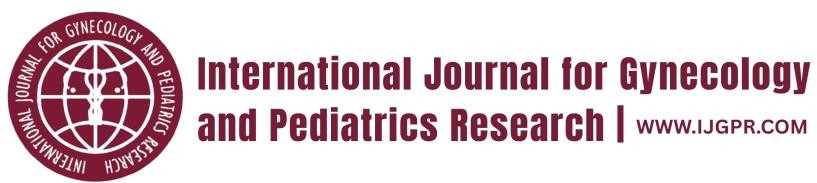 INTERNATIONAL JOURNAL FOR GYNECOLOGY AND PEDIATRICS RESEARCH
International Journal for Gynecology
and Pediatrics Research | WWW.IJGPR.COM